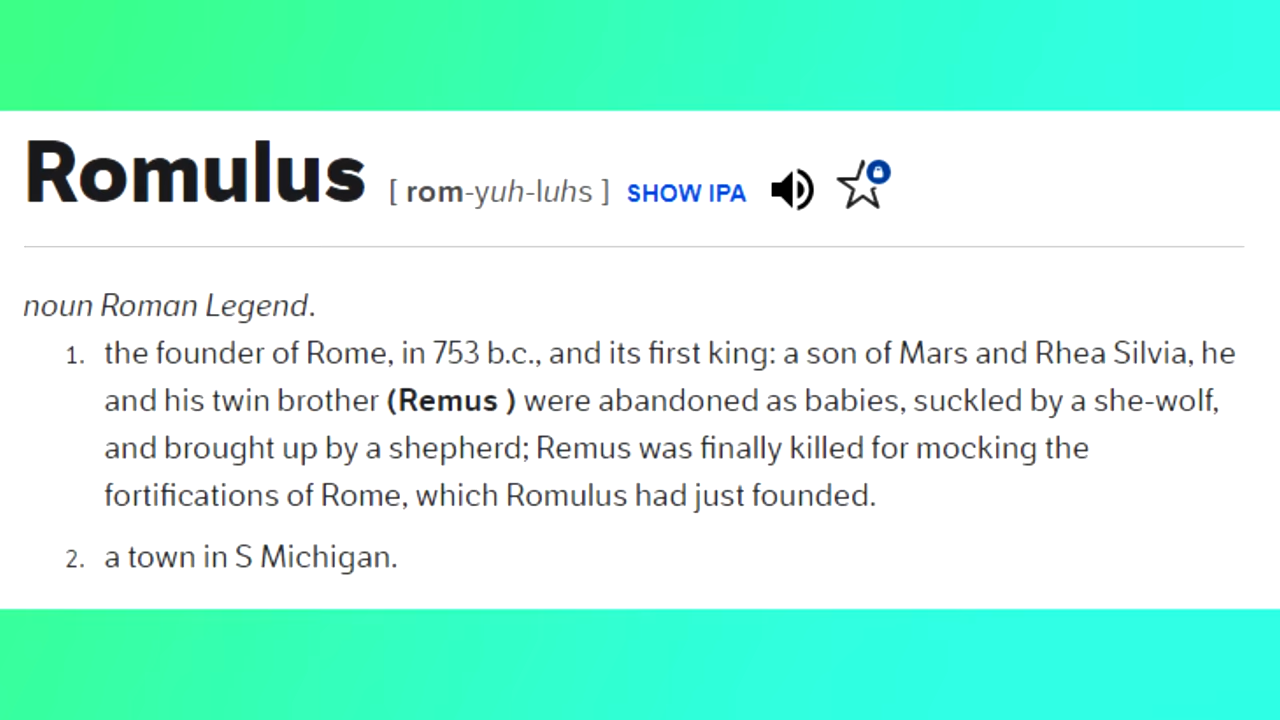 Romulus [ rom-yuh-luhs ] SHOW IPA
noun Roman Legend.
1. the founder of Rome, in 753 b.c., and its first king: a son of Mars and Rhea Silvia, he
and his twin brother (Remus ) were abandoned as babies, suckled by a she-wolf,
and brought up by a shepherd; Remus was finally killed for mocking the
fortifications of Rome, which Romulus had just founded.
2. a town in S Michigan.